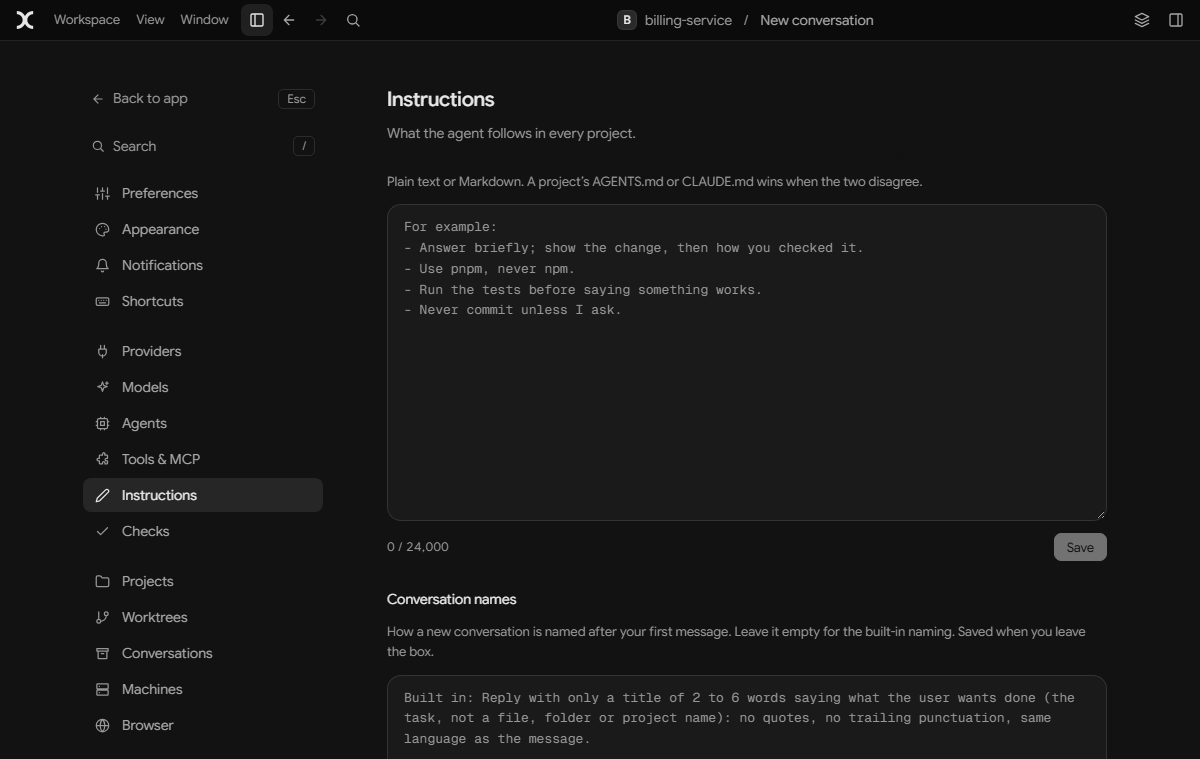 Workspace View Window
B billing-service / New conversation
Back to app Esc
Search /
Preferences
Appearance
Notifications
Shortcuts
Providers
Models
Agents
Tools & MCP
Instructions
Checks
Projects
Worktrees
Conversations
Machines
Browser
Instructions
What the agent follows in every project.
Plain text or Markdown. A project's AGENTS.md or CLAUDE.md wins when the two disagree.
For example:
- Answer briefly; show the change, then how you checked it.
- Use pnpm, never npm.
- Run the tests before saying something works.
- Never commit unless I ask.
0 / 24,000 Save
Conversation names
How a new conversation is named after your first message. Leave it empty for the built-in naming. Saved when you leave
the box.
Built in: Reply with only a title of 2 to 6 words saying what the user wants done (the
task, not a file, folder or project name): no quotes, no trailing punctuation, same
language as the message.